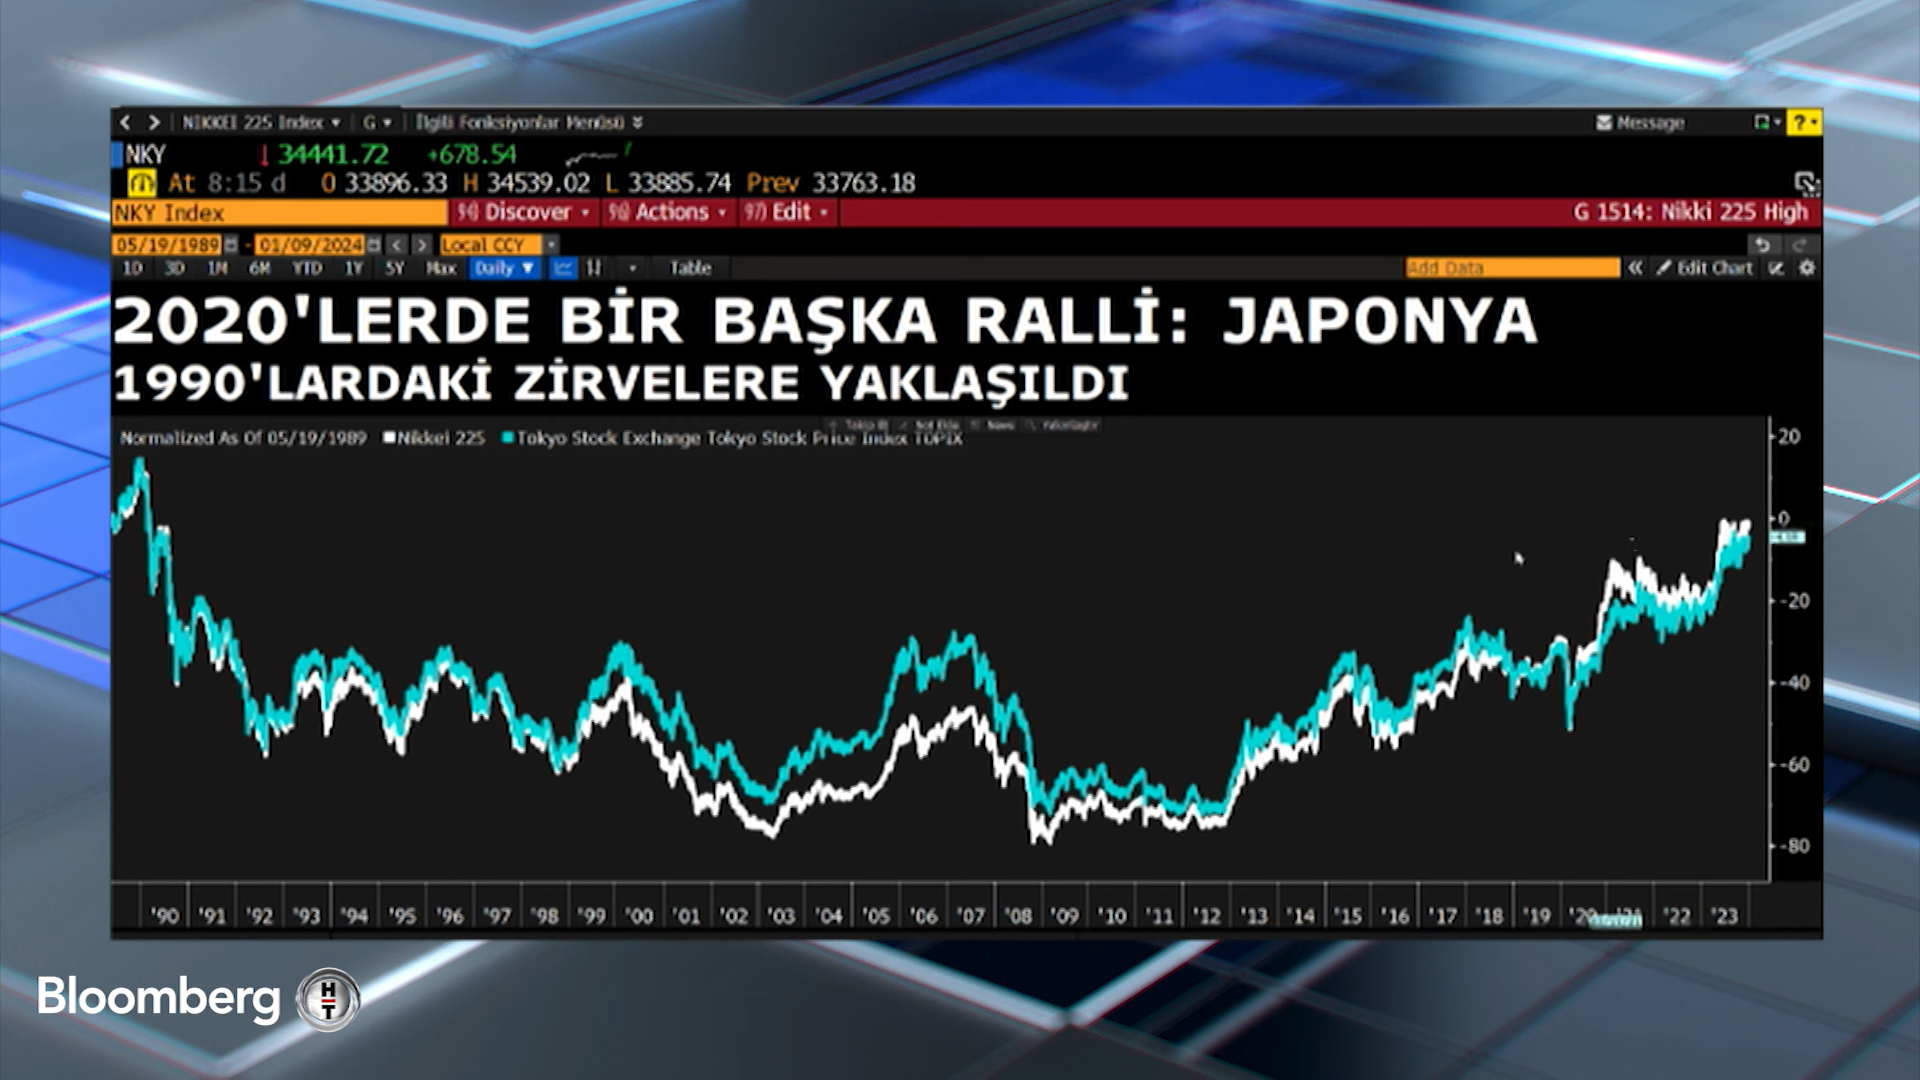 NIKKEI 225 Index G İlgili Fonksiyonlar Menüsü Message ?
NKY 34441.72 +678.54
At 8:15 d O 33896.33 H 34539.02 L 33885.74 Prev 33763.18
NKY Index 94) Discover 96) Actions 97) Edit G 1514: Nikki 225 High
05/19/1989 - 01/09/2024 Local CCY
1D 3D 1M 6M YTD 1Y 5Y Max Daily Table Add Data Edit Chart
2020'LERDE BİR BAŞKA RALLİ: JAPONYA
1990'LARDAKİ ZİRVELERE YAKLAŞILDI
Normalized As Of 05/19/1989 Nikkei 225 Tokyo Stock Exchange Tokyo Stock Price Index TOPIX
20
0
-20
-40
-60
-80
'90 '91 '92 '93 '94 '95 '96 '97 '98 '99 '00 '01 '02 '03 '04 '05 '06 '07 '08 '09 '10 '11 '12 '13 '14 '15 '16 '17 '18 '19 '20 '21 '22 '23
Bloomberg HT